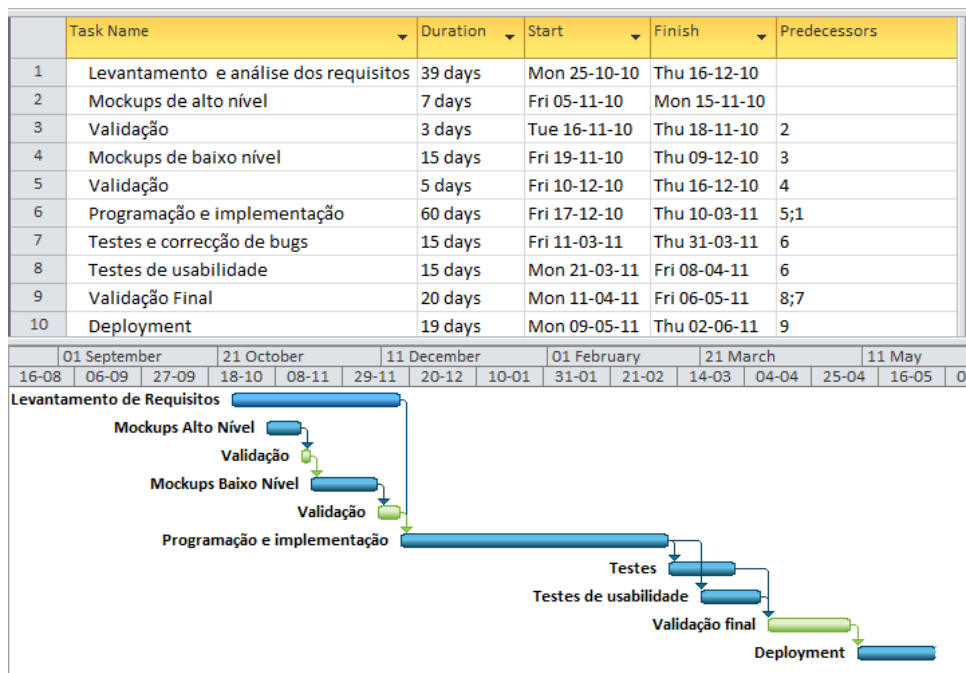 Task Name Duration Start Finish Predecessors
1 Levantamento e análise dos requisitos 39 days Mon 25-10-10 Thu 16-12-10
2 Mockups de alto nível 7 days Fri 05-11-10 Mon 15-11-10
3 Validação 3 days Tue 16-11-10 Thu 18-11-10 2
4 Mockups de baixo nível 15 days Fri 19-11-10 Thu 09-12-10 3
5 Validação 5 days Fri 10-12-10 Thu 16-12-10 4
6 Programação e implementação 60 days Fri 17-12-10 Thu 10-03-11 5;1
7 Testes e correcção de bugs 15 days Fri 11-03-11 Thu 31-03-11 6
8 Testes de usabilidade 15 days Mon 21-03-11 Fri 08-04-11 6
9 Validação Final 20 days Mon 11-04-11 Fri 06-05-11 8;7
10 Deployment 19 days Mon 09-05-11 Thu 02-06-11 9
01 September 21 October 11 December 01 February 21 March 11 May
16-08 06-09 27-09 18-10 08-11 29-11 20-12 10-01 31-01 21-02 14-03 04-04 25-04 16-05
Levantamento de Requisitos
Mockups Alto Nível
Validação
Mockups Baixo Nível
Validação
Programação e implementação
Testes
Testes de usabilidade
Validação final
Deployment